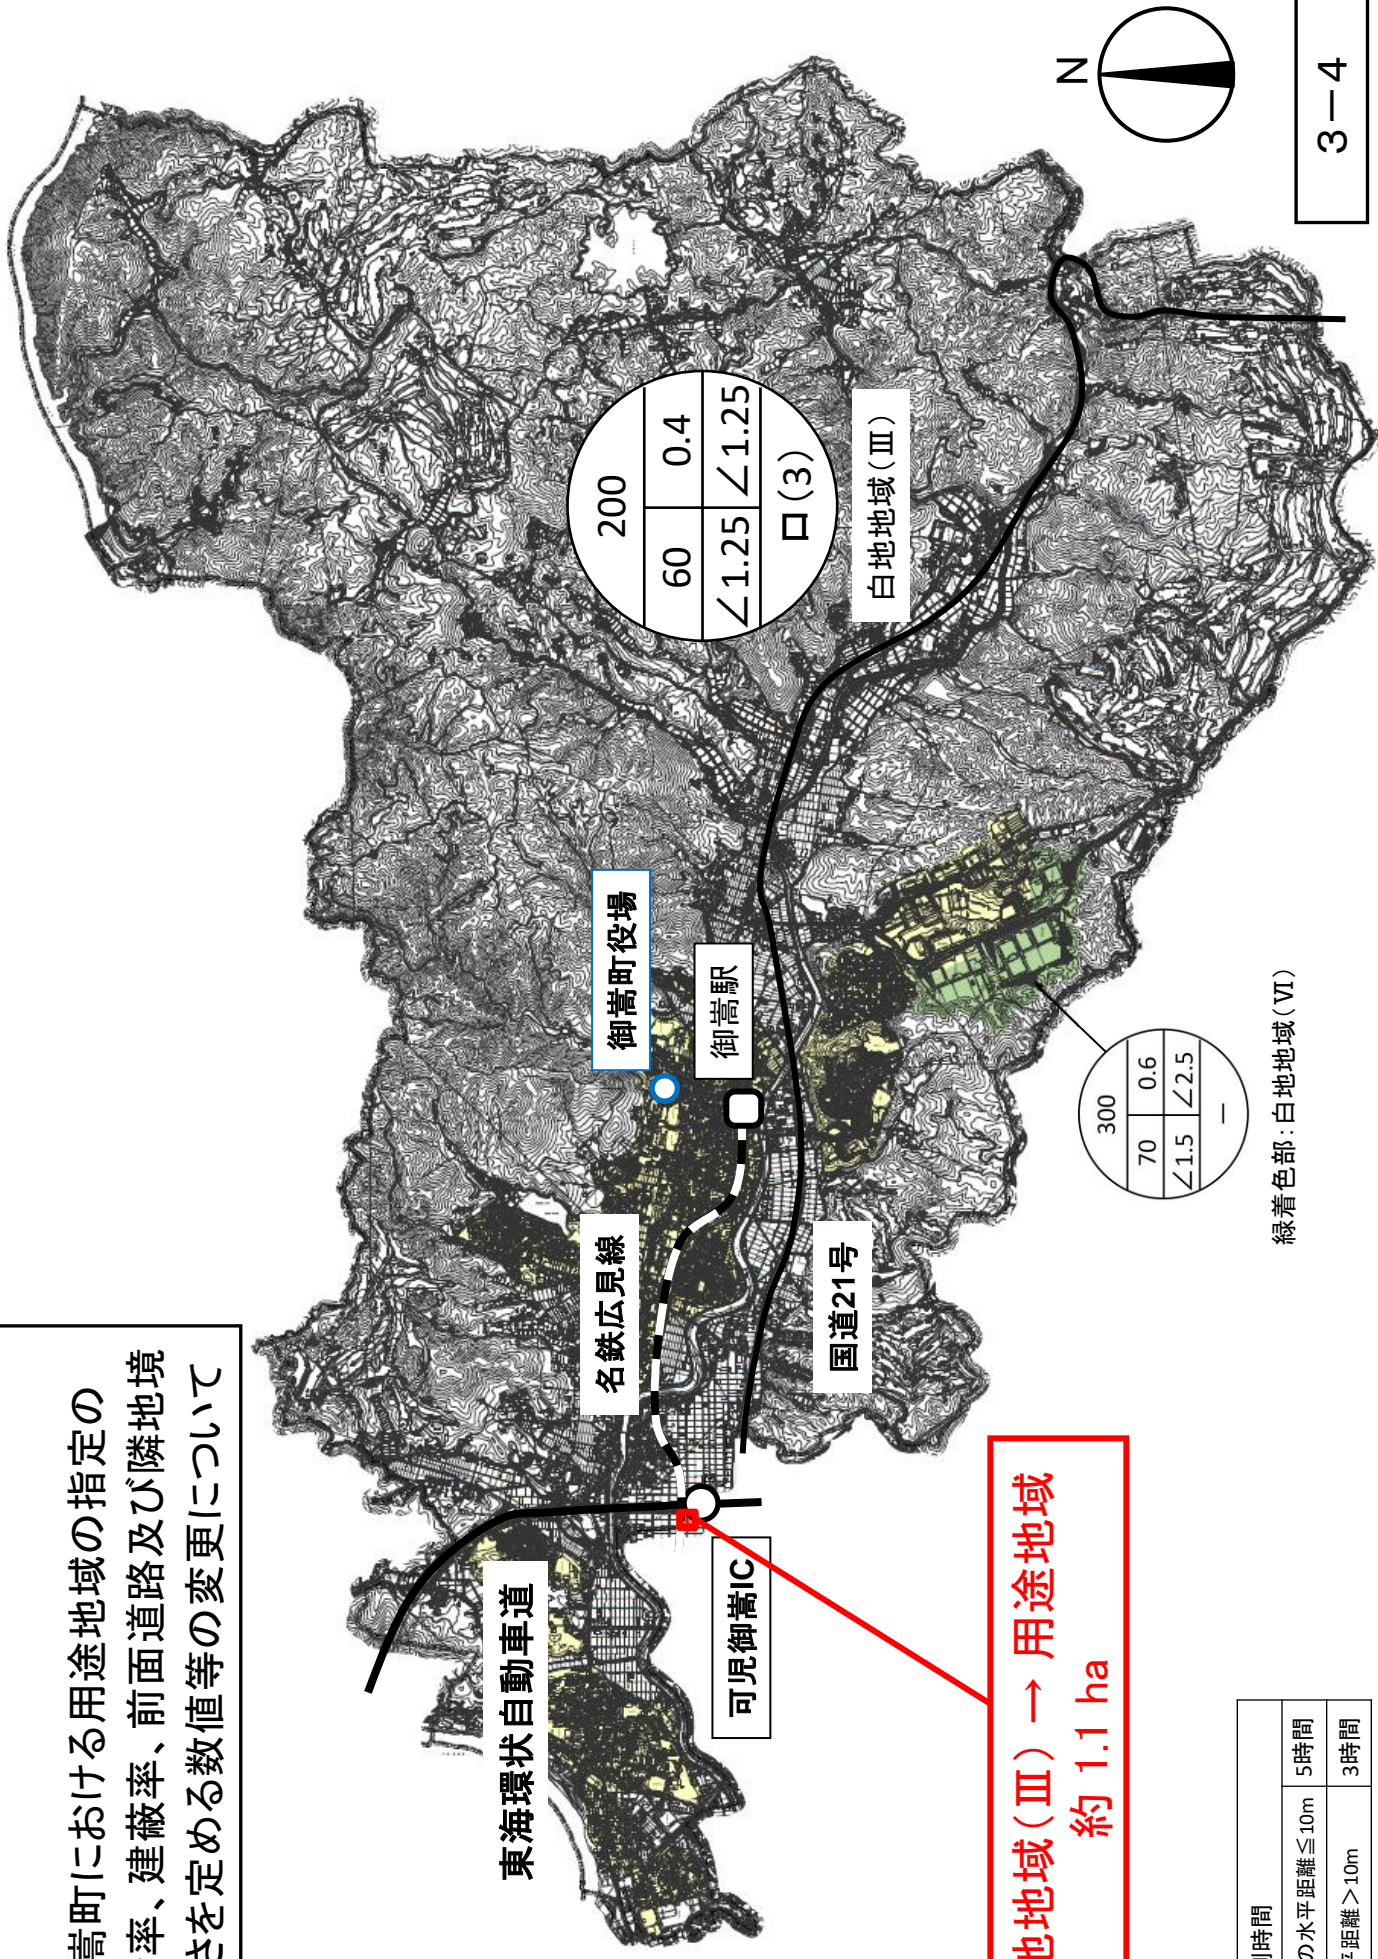 嵩町における用途地域の指定の
率、建蔽率、前面道路及び隣地境
さを定める数値等の変更について
N
3－4
200
60 0.4
∠1.25 ∠1.25
ロ(3)
白地地域(Ⅲ)
御嵩町役場
御嵩駅
名鉄広見線
国道21号
東海環状自動車道
可児御嵩IC
300
70 0.6
∠1.5 ∠2.5
－
緑着色部：白地地域(Ⅵ)
地地域(Ⅲ) → 用途地域
約 1.1 ha
時間
の水平距離≦10m 5時間
距離＞10m 3時間